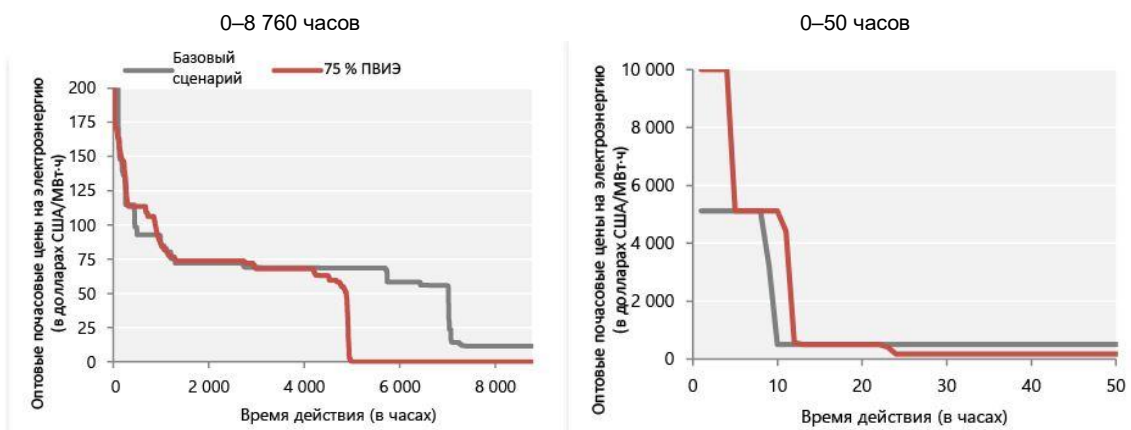 0–8 760 часов
Базовый
сценарий
75 % ПВИЭ
Оптовые почасовые цены на электроэнергию
(в долларах США/МВт·ч)
200
175
150
125
100
75
50
25
0
0 2 000 4 000 6 000 8 000
Время действия (в часах)
0–50 часов
Оптовые почасовые цены на электроэнергию
(в долларах США/МВт·ч)
10 000
8 000
6 000
4 000
2 000
0
0 10 20 30 40 50
Время действия (в часах)